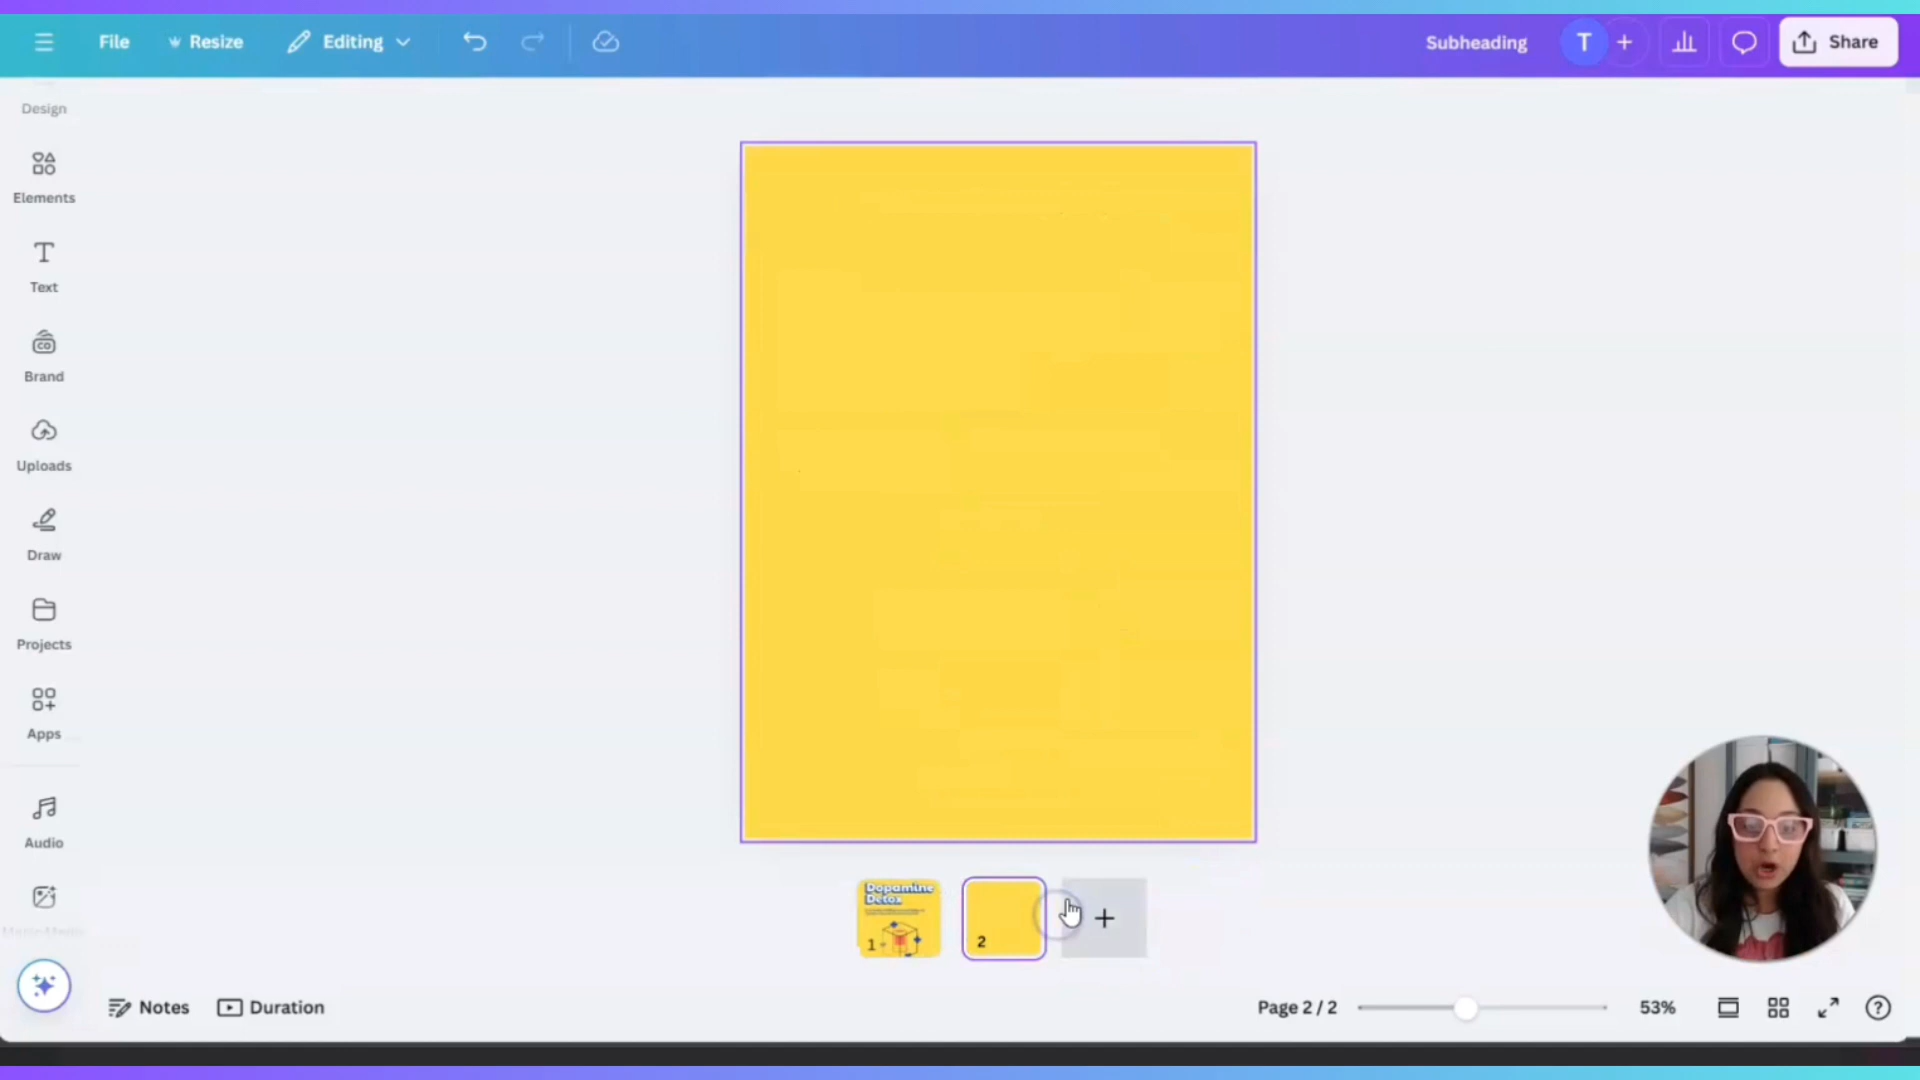 File
Resize
Editing
Subheading
T
Share
Design
Elements
Text
Brand
Uploads
Draw
Projects
Apps
Audio
Dopamine
Detox
1
2
Notes
Duration
Page 2 / 2
53%